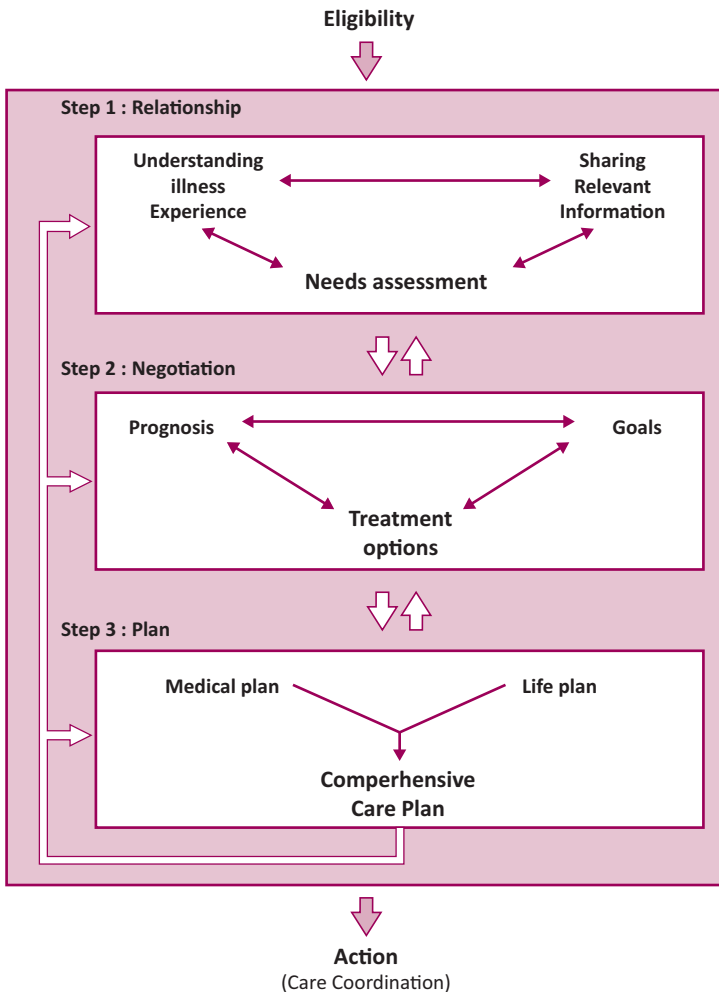 Eligibility
Step 1 : Relationship
Understanding
illness
Experience
Sharing
Relevant
Information
Needs assessment
Step 2 : Negotiation
Prognosis
Goals
Treatment
options
Step 3 : Plan
Medical plan
Life plan
Comperhensive
Care Plan
Action
(Care Coordination)